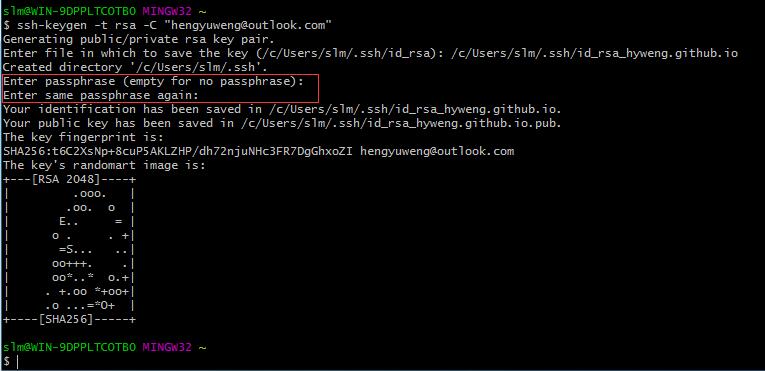 slm@WIN-9DPPLTCOTBO MINGW32 ~
$ ssh-keygen -t rsa -C "hengyuweng@outlook.com"
Generating public/private rsa key pair.
Enter file in which to save the key (/c/Users/slm/.ssh/id_rsa): /c/Users/slm/.ssh/id_rsa_hyweng.github.io
Created directory '/c/Users/slm/.ssh'.
Enter passphrase (empty for no passphrase):
Enter same passphrase again:
Your identification has been saved in /c/Users/slm/.ssh/id_rsa_hyweng.github.io.
Your public key has been saved in /c/Users/slm/.ssh/id_rsa_hyweng.github.io.pub.
The key fingerprint is:
SHA256:t6C2XsNp+8cuP5AKLZHP/dh72njuNHc3FR7DgGhxoZI hengyuweng@outlook.com
The key's randomart image is:
+---[RSA 2048]----+
|         .ooo.   |
|        .oo.  o  |
|       E..     = |
|      o .     . +|
|       =S...   ..|
|      oo+++.    .|
|      oo*..*  o.+|
|     . +.oo *+oo+|
|     .o ...=*O+  |
+----[SHA256]-----+
slm@WIN-9DPPLTCOTBO MINGW32 ~
$